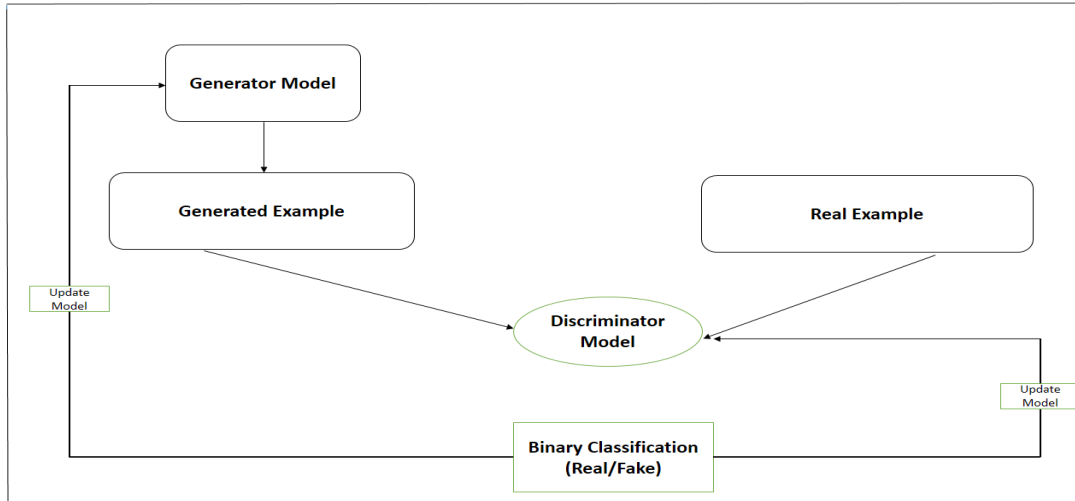 Generator Model
Generated Example
Real Example
Update
Model
Discriminator
Model
Update
Model
Binary Classification
(Real/Fake)